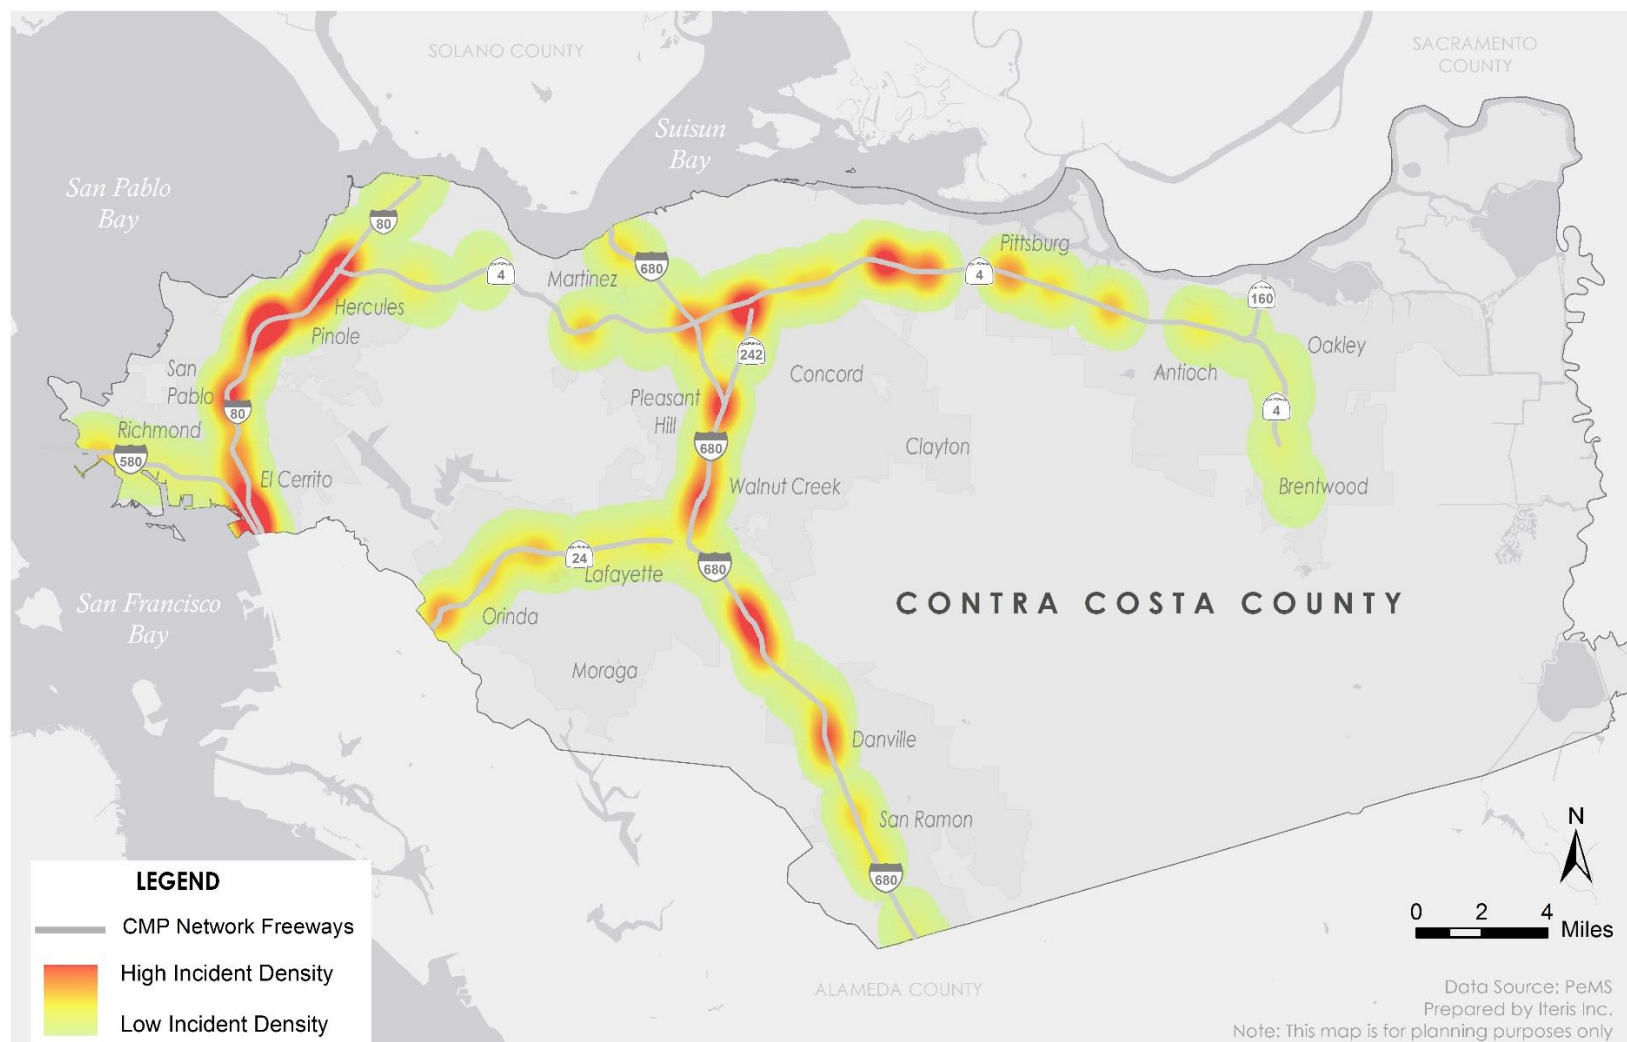 SOLANO COUNTY
SACRAMENTO
COUNTY
Suisun
Bay
San Pablo
Bay
80
Pittsburg
680
4
4
Martinez
160
Hercules
Pinole
242
Oakley
San
Pablo
Concord
Antioch
Pleasant
Hill
80
4
Richmond
680
Clayton
580
El Cerrito
Walnut Creek
Brentwood
24
680
Lafayette
San Francisco
Bay
Orinda
CONTRA COSTA COUNTY
Moraga
Danville
San Ramon
680
N
LEGEND
CMP Network Freeways
High Incident Density
Low Incident Density
0 2 4
Miles
ALAMEDA COUNTY
Data Source: PeMS
Prepared by Iteris Inc.
Note: This map is for planning purposes only